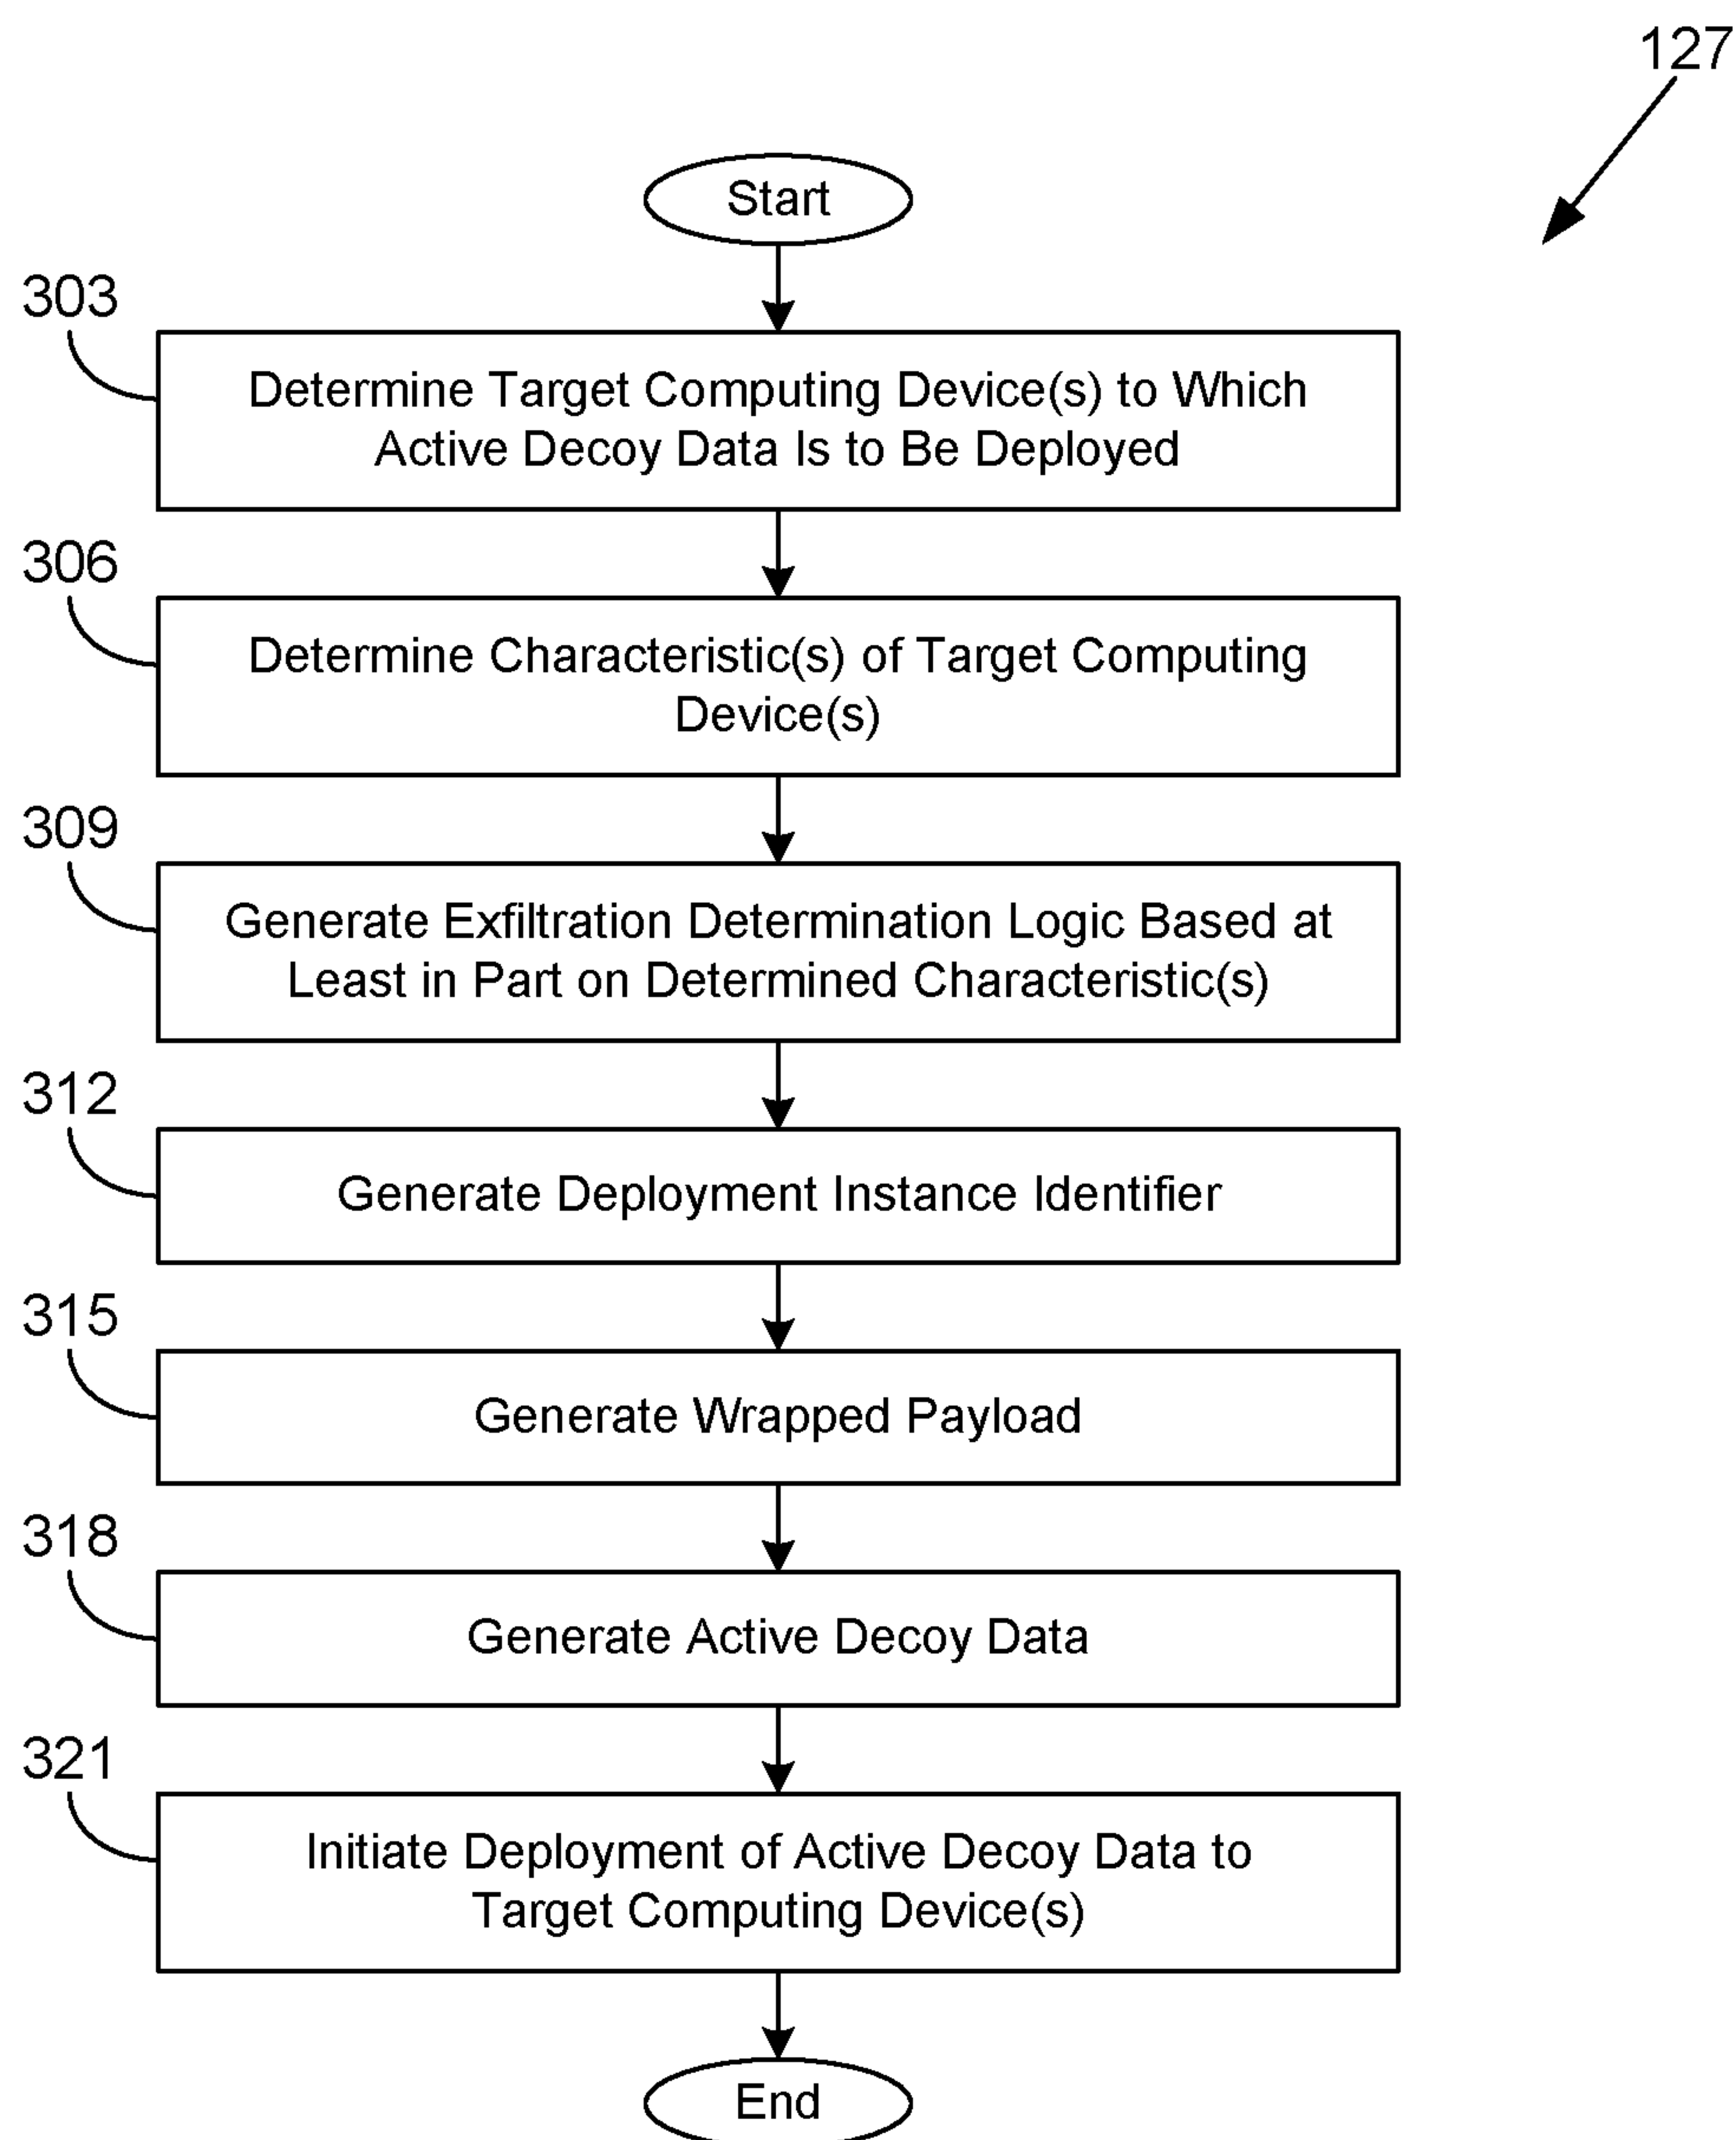 127
Start
303
Determine Target Computing Device(s) to Which
Active Decoy Data Is to Be Deployed
306
Determine Characteristic(s) of Target Computing
Device(s)
309
Generate Exfiltration Determination Logic Based at
Least in Part on Determined Characteristic(s)
312
Generate Deployment Instance Identifier
315
Generate Wrapped Payload
318
Generate Active Decoy Data
321
Initiate Deployment of Active Decoy Data to
Target Computing Device(s)
End